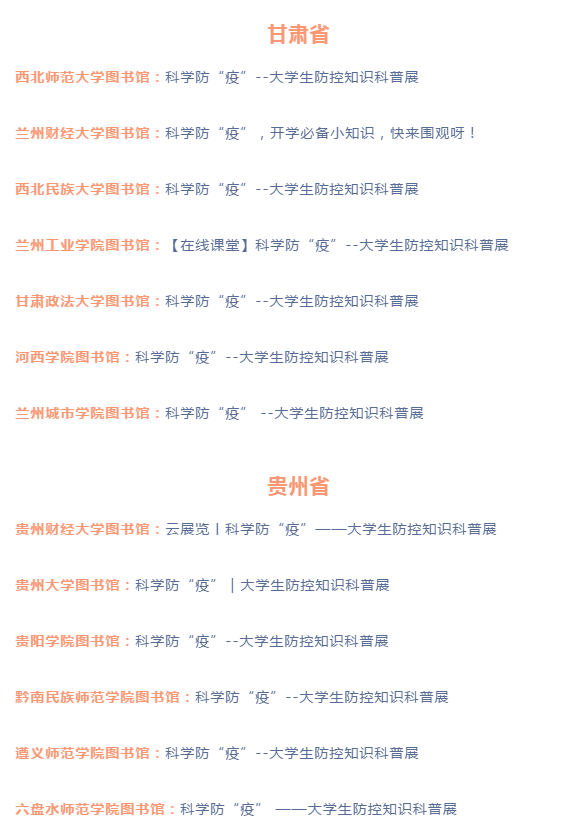 甘肃省
西北师范大学图书馆：科学防“疫”--大学生防控知识科普展
兰州财经大学图书馆：科学防“疫”，开学必备小知识，快来围观呀！
西北民族大学图书馆：科学防“疫”--大学生防控知识科普展
兰州工业学院图书馆：【在线课堂】科学防“疫”--大学生防控知识科普展
甘肃政法大学图书馆：科学防“疫”--大学生防控知识科普展
河西学院图书馆：科学防“疫”--大学生防控知识科普展
兰州城市学院图书馆：科学防“疫” --大学生防控知识科普展
贵州省
贵州财经大学图书馆：云展览丨科学防“疫”——大学生防控知识科普展
贵州大学图书馆：科学防“疫”｜大学生防控知识科普展
贵阳学院图书馆：科学防“疫”--大学生防控知识科普展
黔南民族师范学院图书馆：科学防“疫”--大学生防控知识科普展
遵义师范学院图书馆：科学防“疫”--大学生防控知识科普展
六盘水师范学院图书馆：科学防“疫” ——大学生防控知识科普展